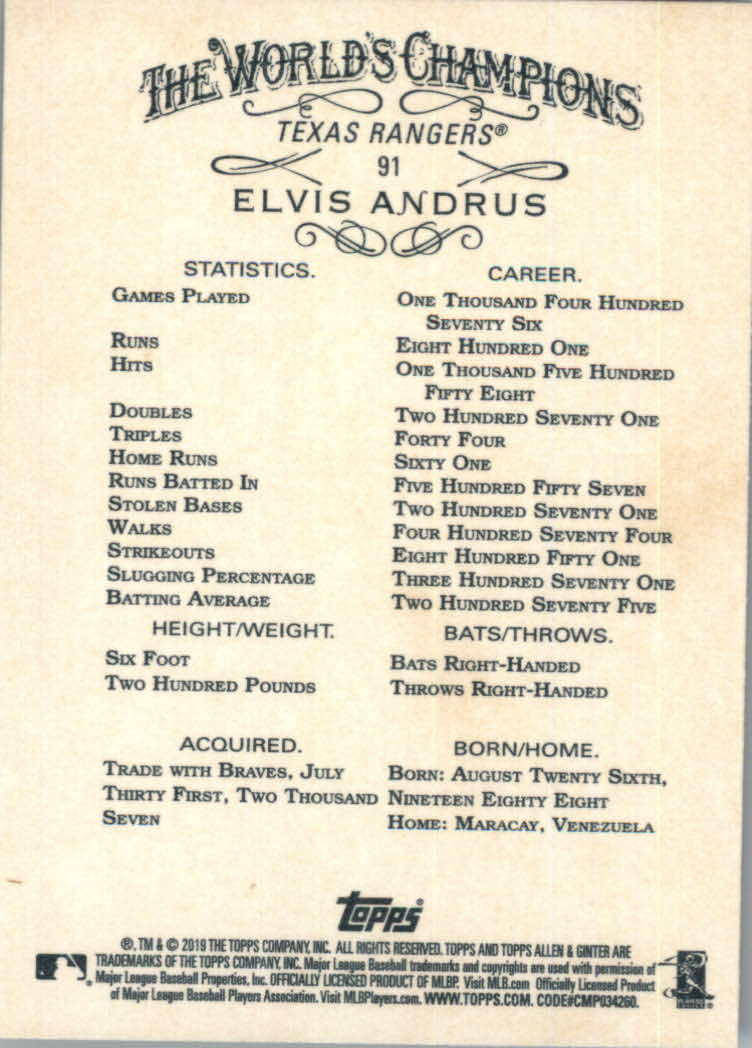 THE WORLD'S CHAMPIONS
TEXAS RANGERS®
91
ELVIS ANDRUS
STATISTICS. CAREER.
GAMES PLAYED ONE THOUSAND FOUR HUNDRED
SEVENTY SIX
RUNS EIGHT HUNDRED ONE
HITS ONE THOUSAND FIVE HUNDRED
FIFTY EIGHT
DOUBLES TWO HUNDRED SEVENTY ONE
TRIPLES FORTY FOUR
HOME RUNS SIXTY ONE
RUNS BATTED IN FIVE HUNDRED FIFTY SEVEN
STOLEN BASES TWO HUNDRED SEVENTY ONE
WALKS FOUR HUNDRED SEVENTY FOUR
STRIKEOUTS EIGHT HUNDRED FIFTY ONE
SLUGGING PERCENTAGE THREE HUNDRED SEVENTY ONE
BATTING AVERAGE TWO HUNDRED SEVENTY FIVE
HEIGHT/WEIGHT. BATS/THROWS.
SIX FOOT BATS RIGHT-HANDED
TWO HUNDRED POUNDS THROWS RIGHT-HANDED
ACQUIRED. BORN/HOME.
TRADE WITH BRAVES, JULY BORN: AUGUST TWENTY SIXTH,
THIRTY FIRST, TWO THOUSAND NINETEEN EIGHTY EIGHT
SEVEN HOME: MARACAY, VENEZUELA
topps®
®, TM & © 2019 THE TOPPS COMPANY, INC. ALL RIGHTS RESERVED. TOPPS AND TOPPS ALLEN & GINTER ARE
TRADEMARKS OF THE TOPPS COMPANY, INC. Major League Baseball trademarks and copyrights are used with permission of
Major League Baseball Properties, Inc. OFFICIALLY LICENSED PRODUCT OF MLBP. Visit MLB.com Officially Licensed Product
of Major League Baseball Players Association. Visit MLBPlayers.com. WWW.TOPPS.COM. CODE#CMP034260.